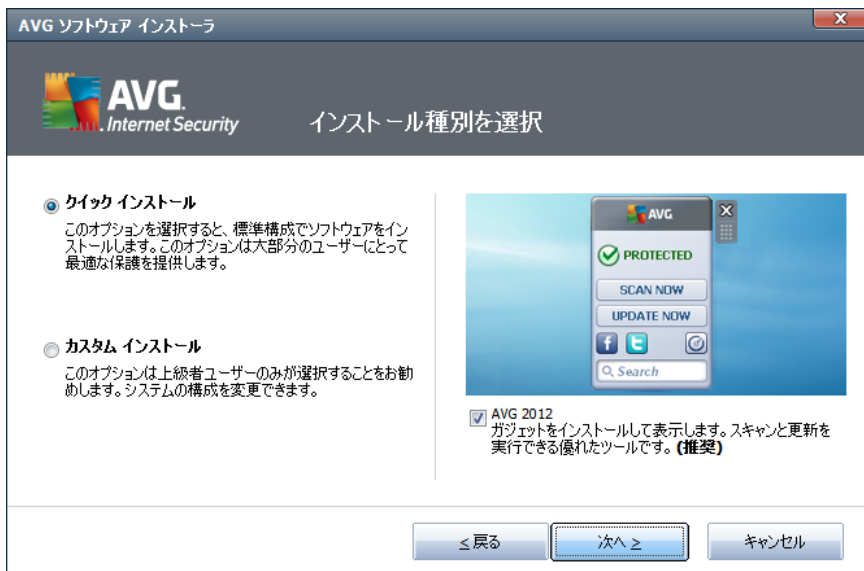 AVG ソフトウェア インストーラ
AVG.
Internet Security
インストール種別を選択
クイック インストール
このオプションを選択すると、標準構成でソフトウェアをイン
ストールします。このオプションは大部分のユーザーにとって
最適な保護を提供します。
カスタム インストール
このオプションは上級者ユーザーのみが選択することをお勧
めします。システムの構成を変更できます。
AVG
PROTECTED
SCAN NOW
UPDATE NOW
Search
AVG 2012
ガジェットをインストールして表示します。スキャンと更新を
実行できる優れたツールです。(推奨)
≤戻る
次へ≥
キャンセル